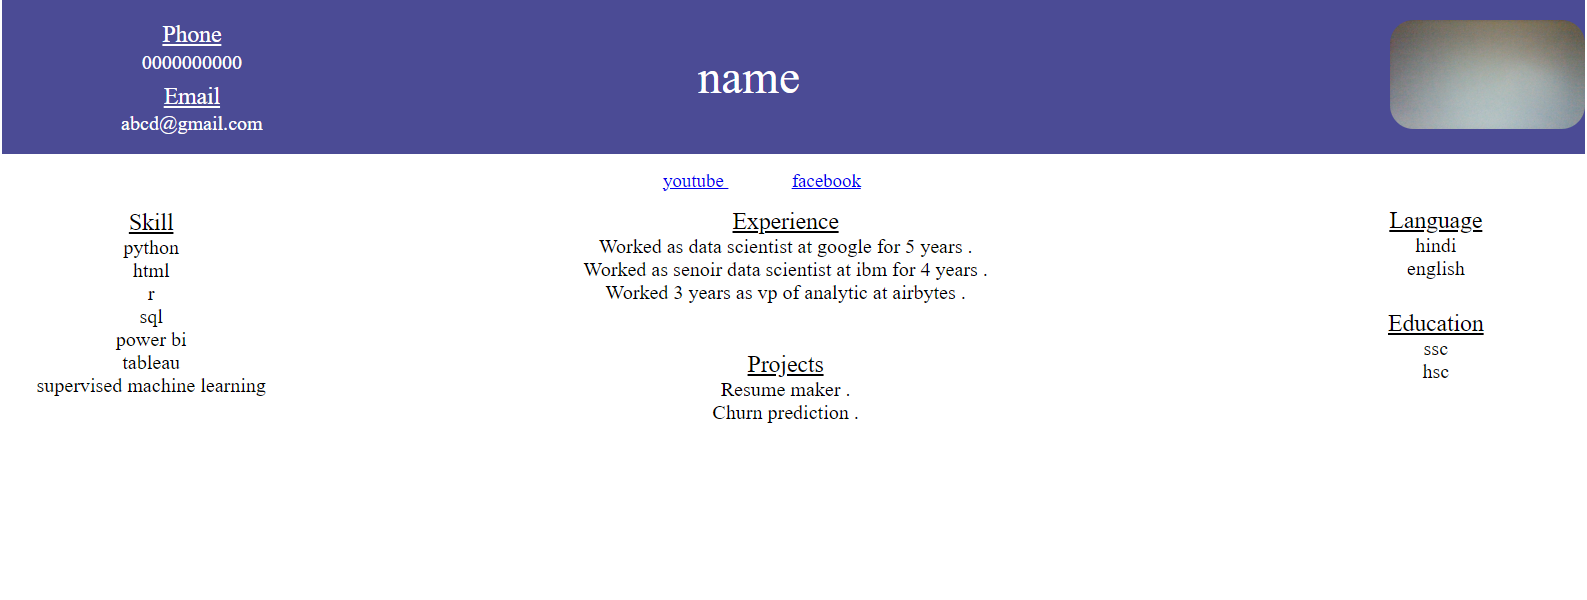 Phone
0000000000
Email
abcd@gmail.com
name
youtube facebook
Skill
python
html
r
sql
power bi
tableau
supervised machine learning
Experience
Worked as data scientist at google for 5 years .
Worked as senoir data scientist at ibm for 4 years .
Worked 3 years as vp of analytic at airbytes .
Projects
Resume maker .
Churn prediction .
Language
hindi
english
Education
ssc
hsc